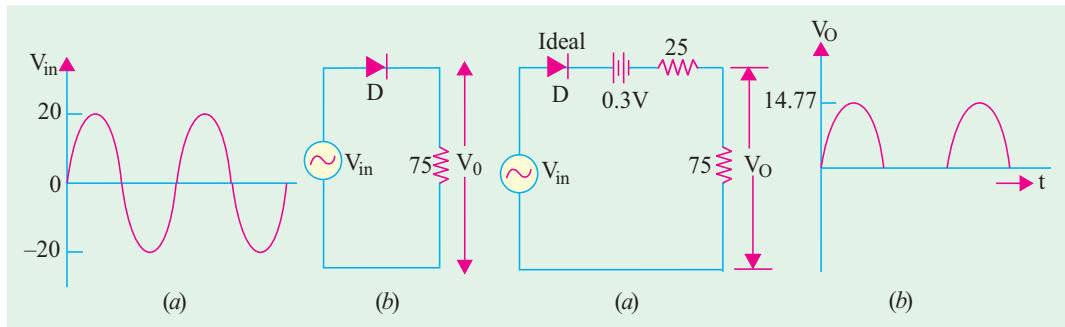 V_in
20
0
–20
(a)
D
V_in
75
V_0
(b)
Ideal
D
0.3V
25
V_in
75
V_O
(a)
V_O
14.77
t
(b)